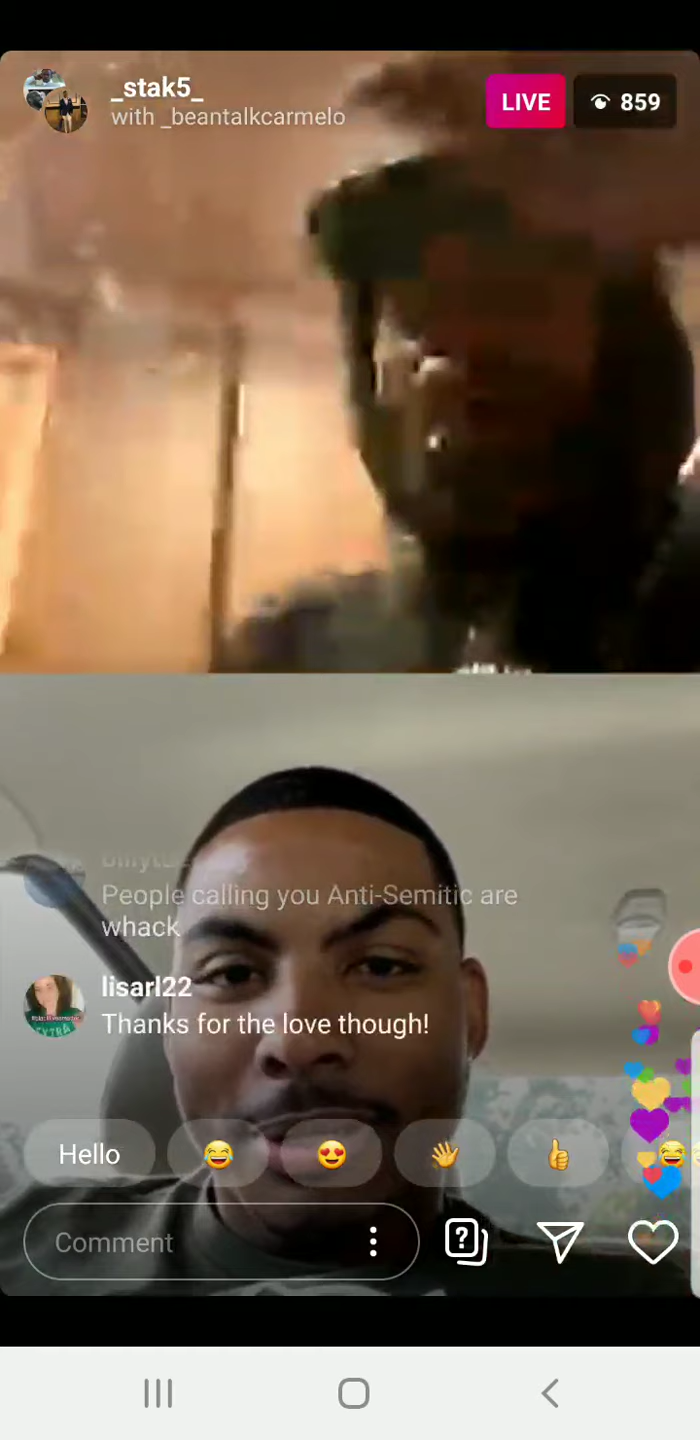 _stak5_
LIVE
859
with _beantalkcarmelo
People calling you Anti-Semitic are
whack
lisarl22
Thanks for the love though!
Hello
Comment